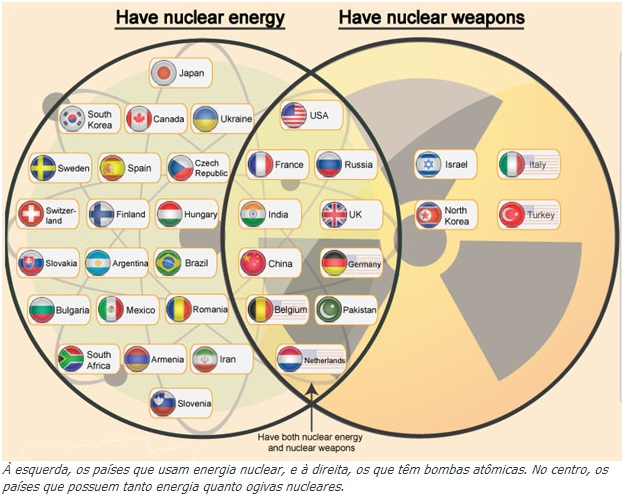 Have nuclear energy
Have nuclear weapons
Japan
South
Korea
Canada
Ukraine
USA
Sweden
Spain
Czech
Republic
France
Russia
Israel
Italy
Switzer-
land
Finland
Hungary
India
UK
North
Korea
Turkey
Slovakia
Argentina
Brazil
China
Germany
Bulgaria
Mexico
Romania
Belgium
Pakistan
South
Africa
Armenia
Iran
Netherlands
Slovenia
Have both nuclear energy
and nuclear weapons
À esquerda, os países que usam energia nuclear, e à direita, os que têm bombas atômicas. No centro, os
países que possuem tanto energia quanto ogivas nucleares.